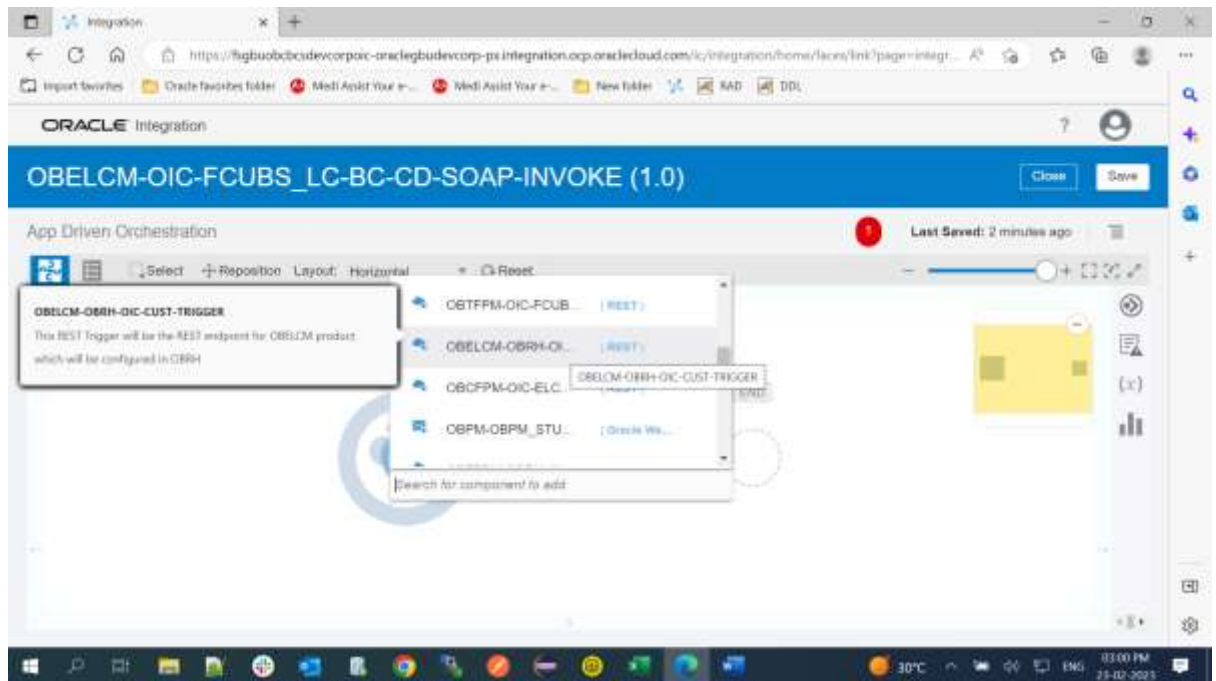 Integration
https://fsgbuobcbcsdevcorpoic-oraclegbudevcorp-px.integration.ocp.oraclecloud.com/ic/integration/home/faces/link?page=integr...
Import favorites Oracle favorites folder Medi Assist Your e-... Medi Assist Your e-... New folder RAD DDL
ORACLE Integration ?
OBELCM-OIC-FCUBS_LC-BC-CD-SOAP-INVOKE (1.0) Close Save
App Driven Orchestration 1 Last Saved: 2 minutes ago
Select Reposition Layout: Horizontal Reset
OBELCM-OBRH-OIC-CUST-TRIGGER
This REST Trigger will be the REST endpoint for OBELCM product
which will be configured in OBRH
OBTFPM-OIC-FCUB... ( REST )
OBELCM-OBRH-OI... ( REST )
OBELCM-OBRH-OIC-CUST-TRIGGER
OBCFPM-OIC-ELC... END
OBPM-OBPM_STU... ( Oracle We...
Search for component to add
(x)
30°C ENG 03:00 PM
23-02-2023